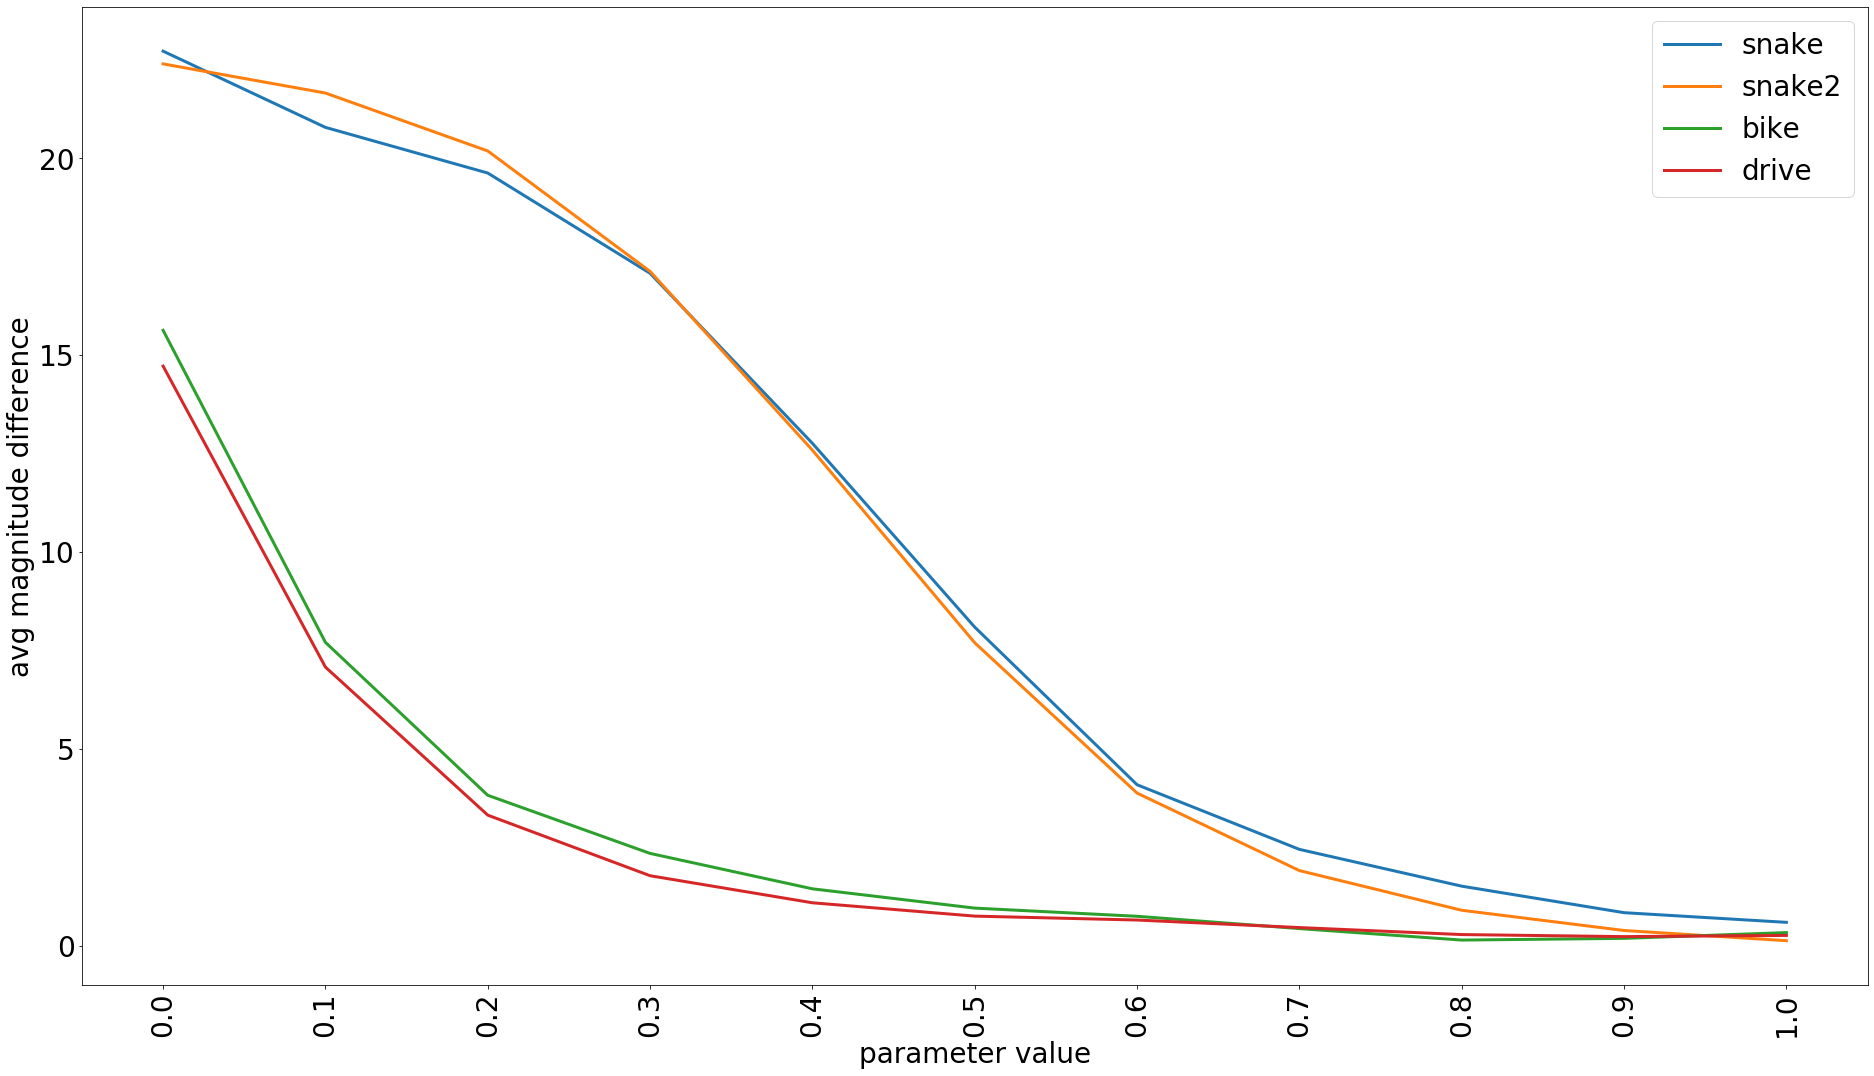 snake
snake2
bike
drive
avg magnitude difference
20
15
10
5
0
0.0 0.1 0.2 0.3 0.4 0.5 0.6 0.7 0.8 0.9 1.0
parameter value